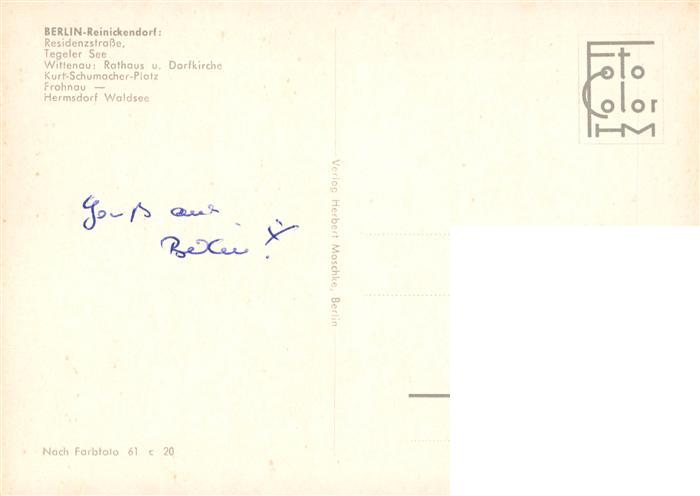 BERLIN-Reinickendorf:
Residenzstraße,
Tegeler See
Wittenau: Rathaus u. Dorfkirche
Kurt-Schumacher-Platz
Frohnau —
Hermsdorf Waldsee
Foto
Color
HM
Gruß aus
Berlin!
Verlag Herbert Maschke, Berlin
Nach Farbfoto 61 c 20